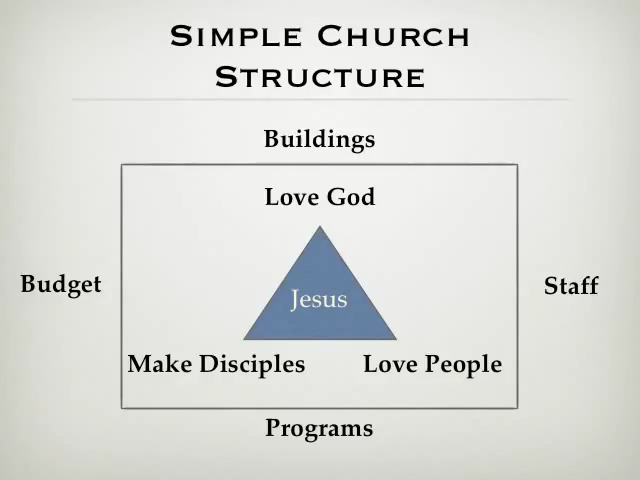 SIMPLE CHURCH
STRUCTURE
Buildings
Love God
Budget
Staff
Jesus
Make Disciples
Love People
Programs